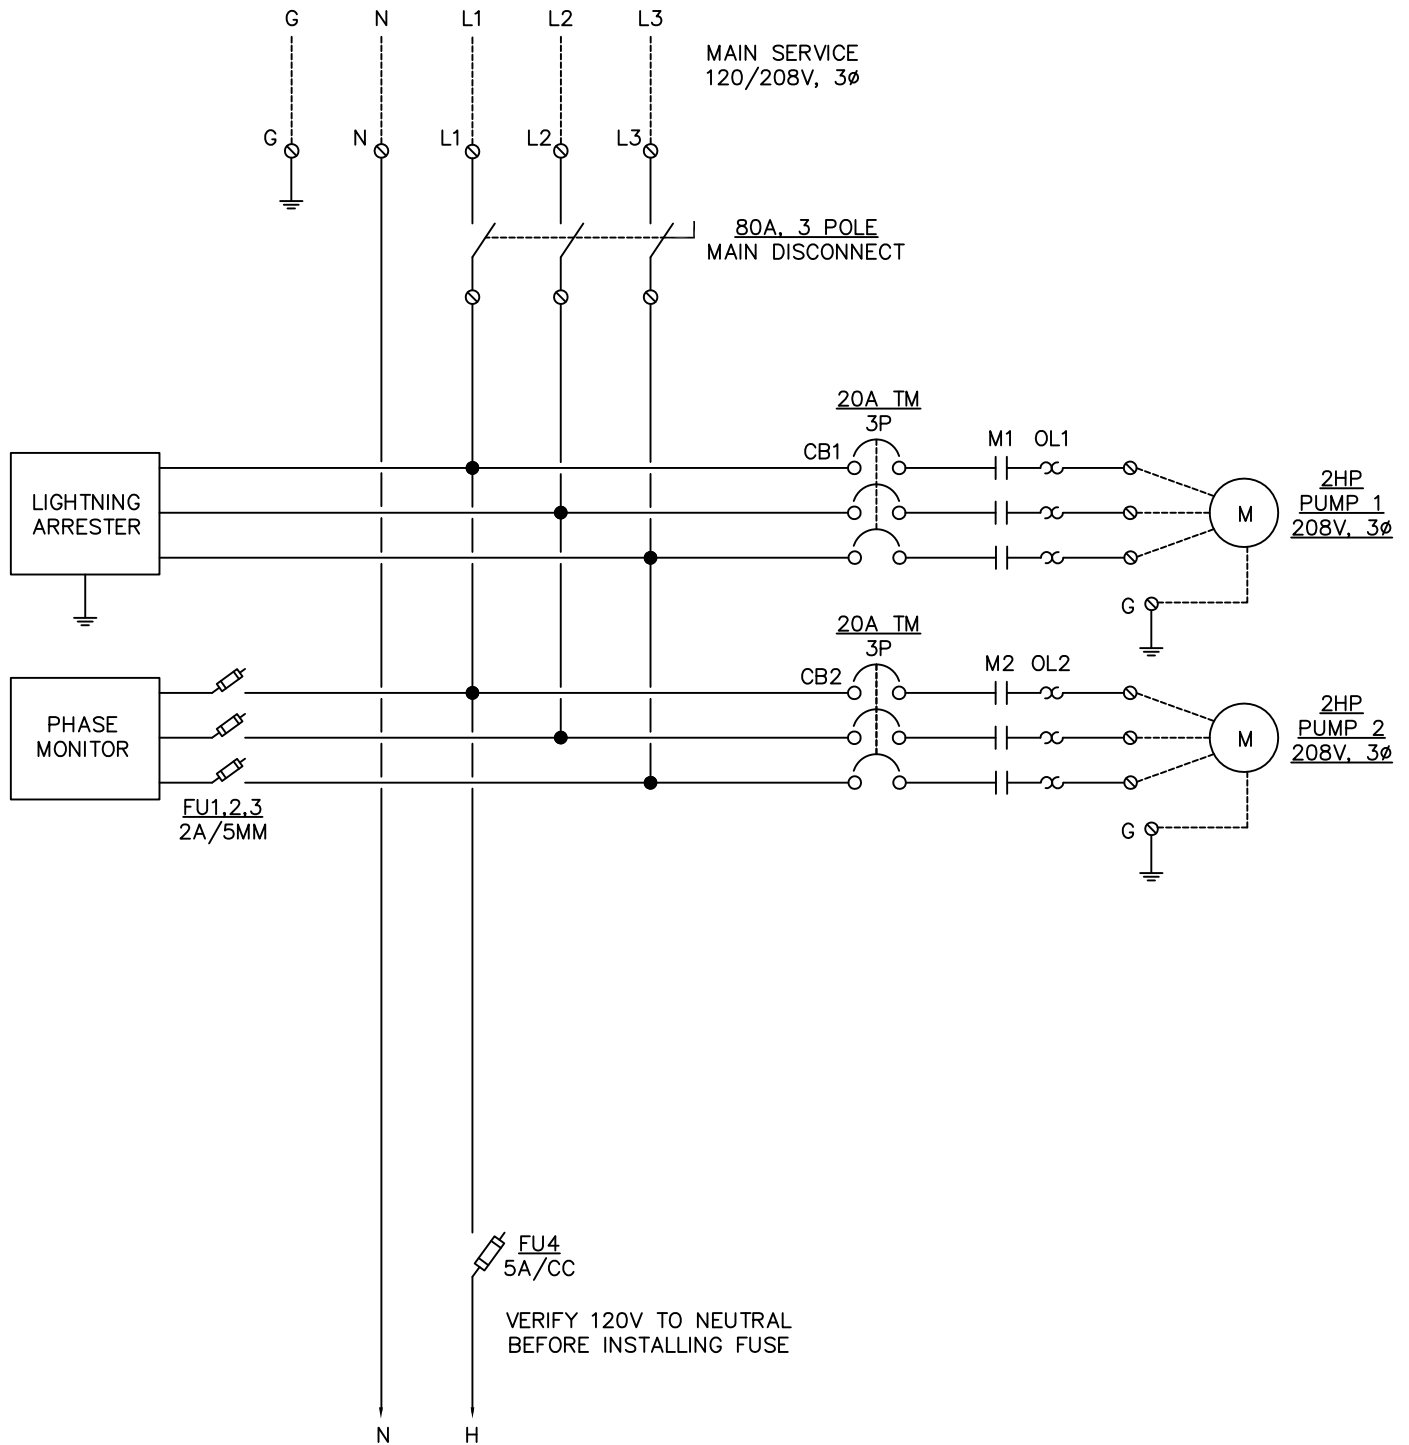 G N L1 L2 L3
MAIN SERVICE
120/208V, 3ø
G N L1 L2 L3
80A, 3 POLE
MAIN DISCONNECT
20A TM
3P
CB1
M1 OL1
LIGHTNING
ARRESTER
M
2HP
PUMP 1
208V, 3ø
G
20A TM
3P
CB2
M2 OL2
PHASE
MONITOR
M
2HP
PUMP 2
208V, 3ø
FU1,2,3
2A/5MM
G
FU4
5A/CC
VERIFY 120V TO NEUTRAL
BEFORE INSTALLING FUSE
N H